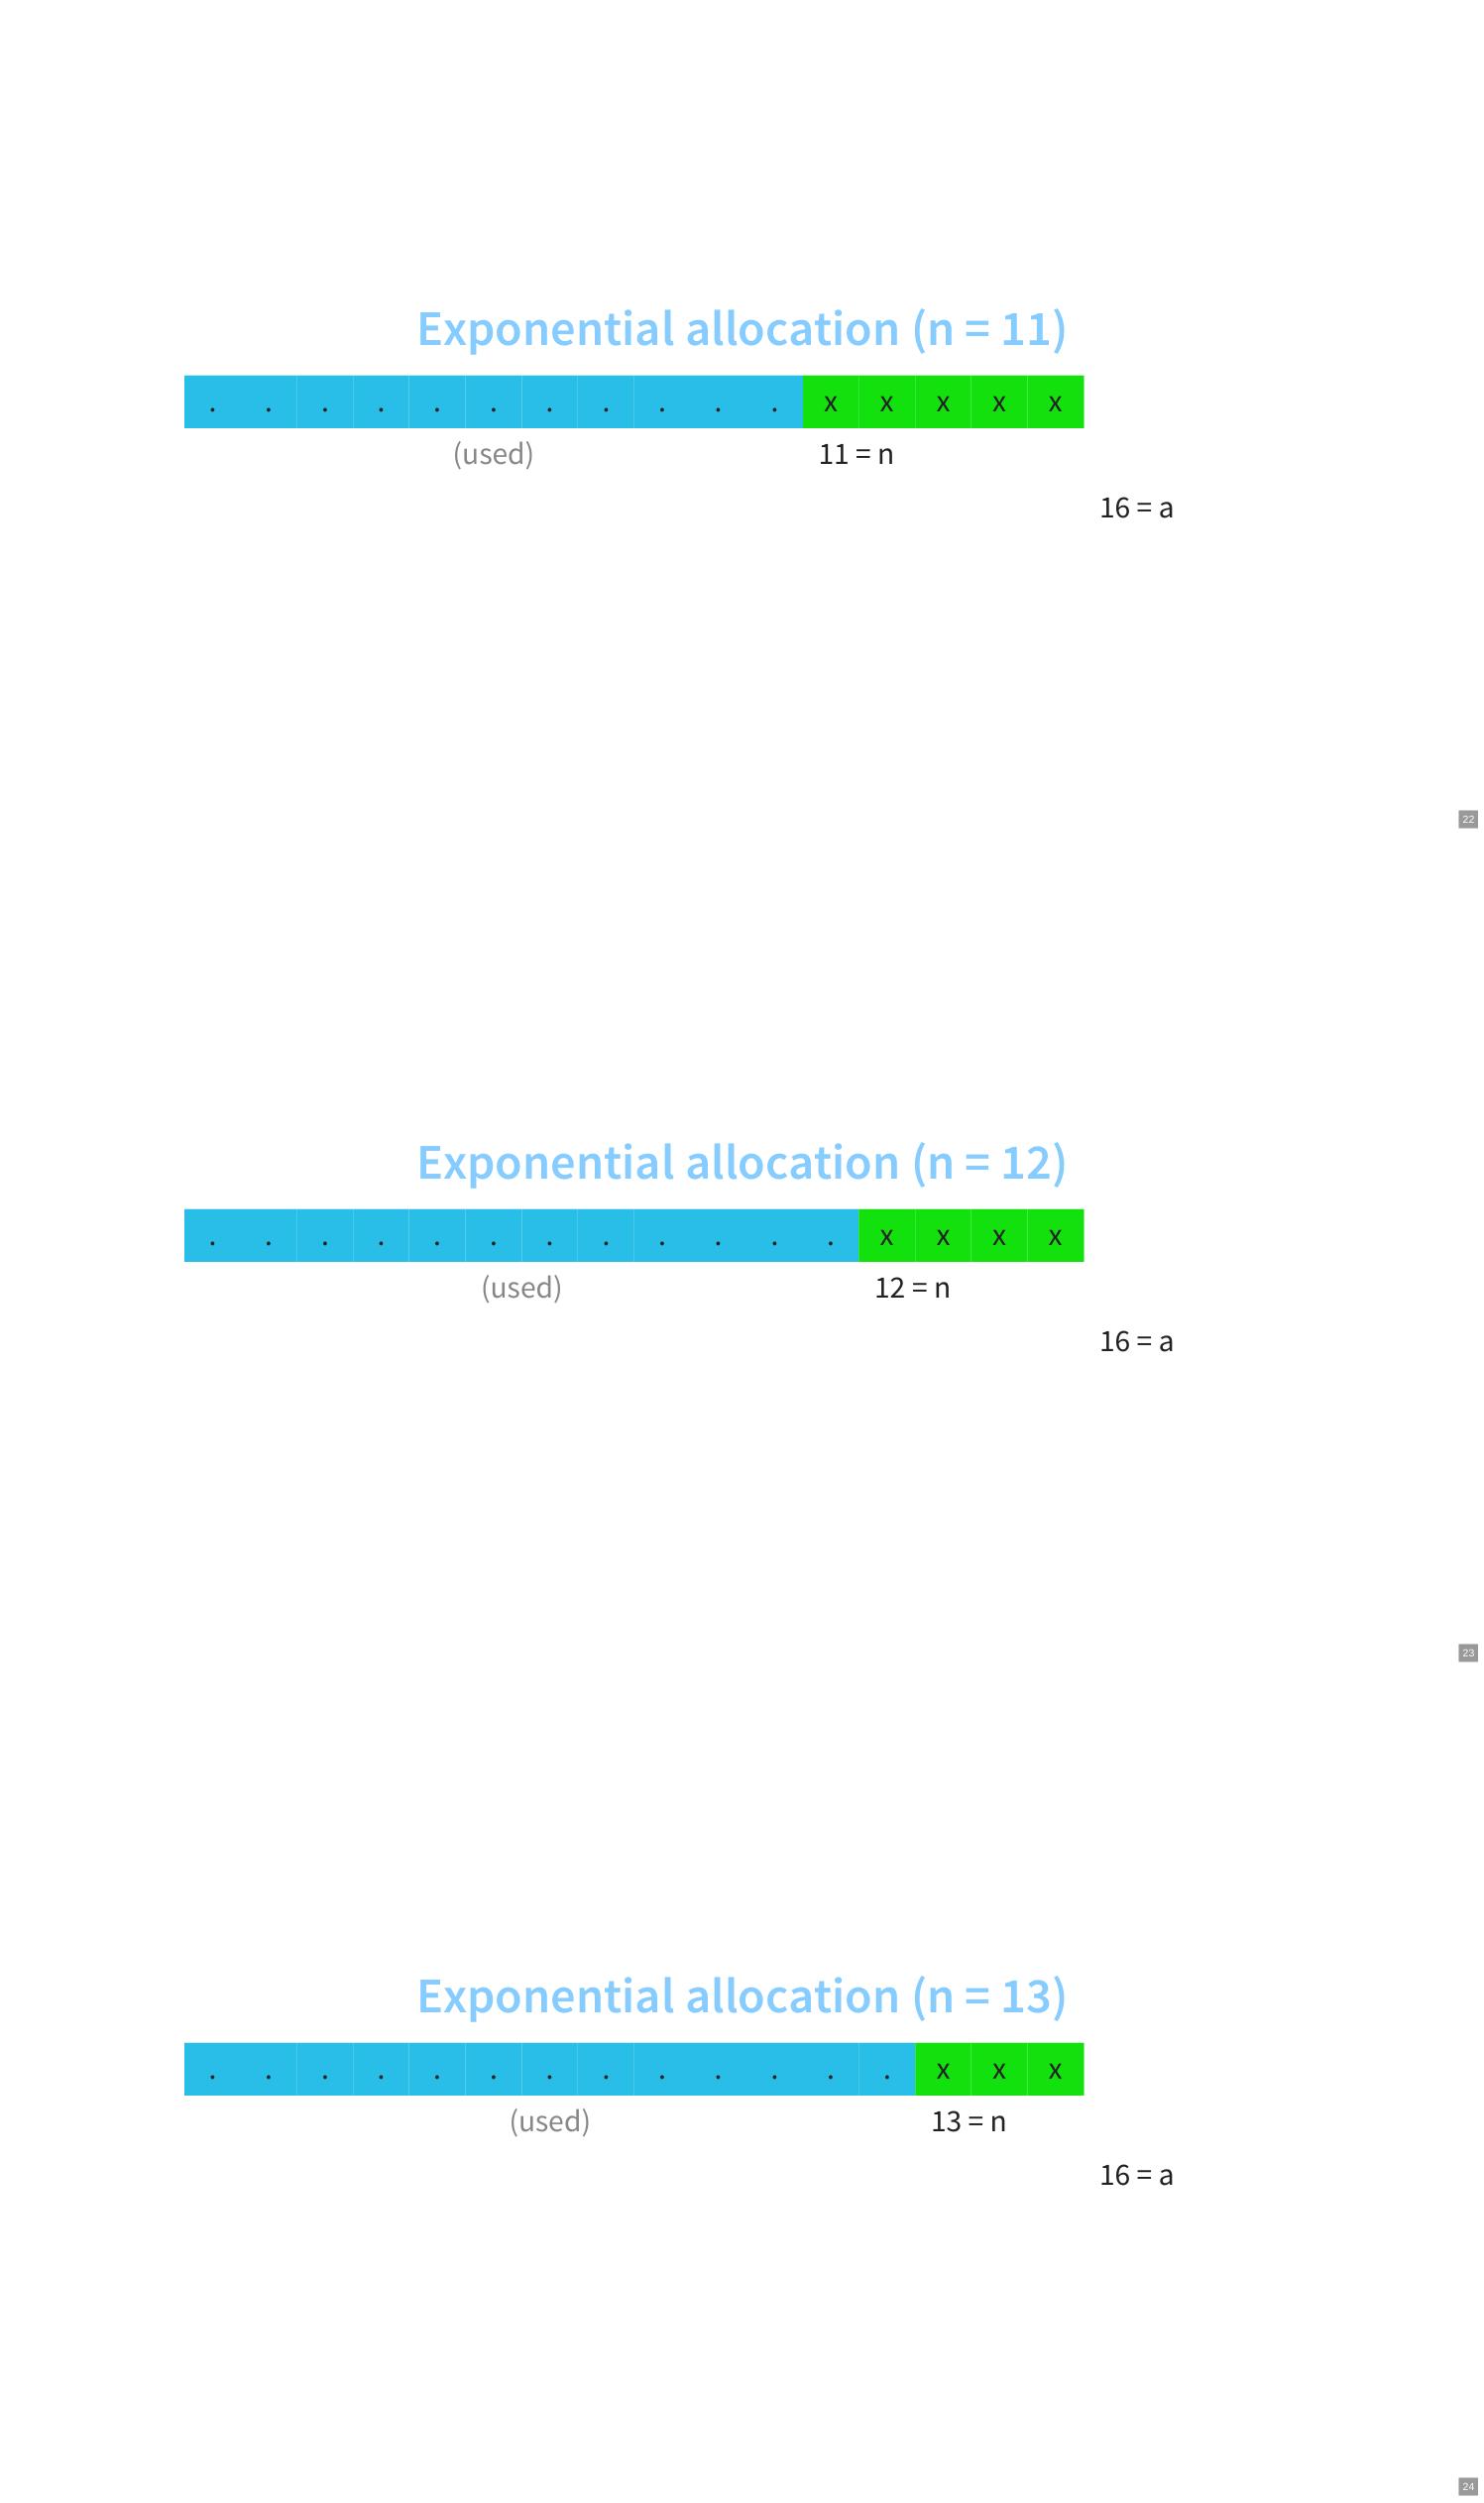 Exponential allocation (n = 11)
. . . . . . . . . . . x x x x x
(used) 11 = n
16 = a
22
Exponential allocation (n = 12)
. . . . . . . . . . . . x x x x
(used) 12 = n
16 = a
23
Exponential allocation (n = 13)
. . . . . . . . . . . . . x x x
(used) 13 = n
16 = a
24